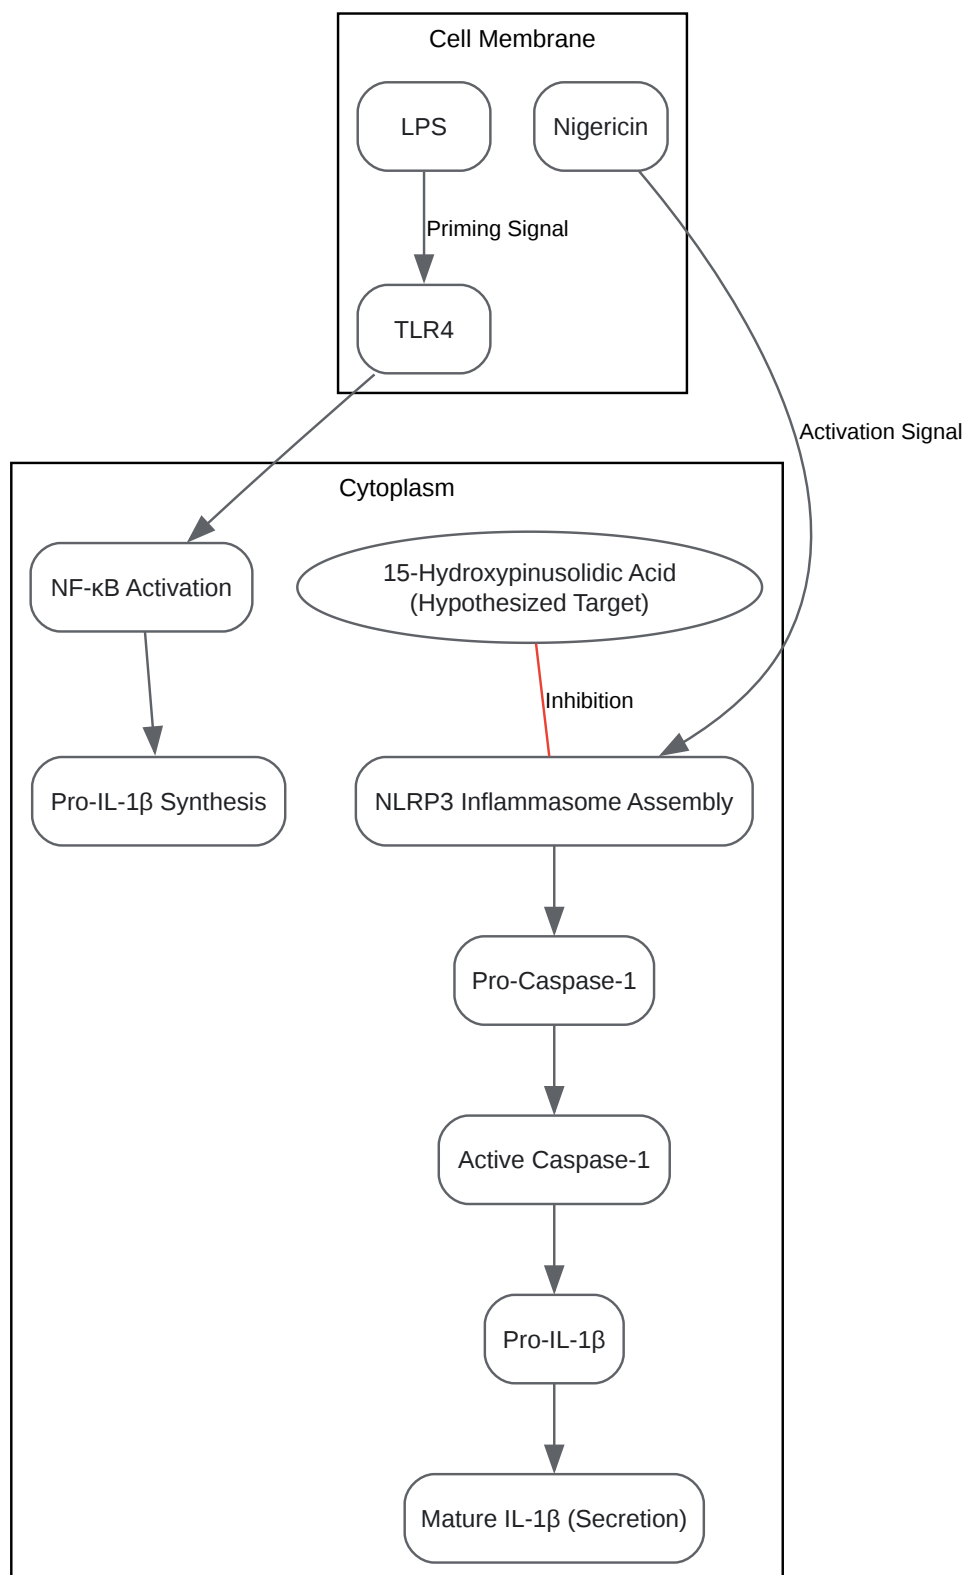 Cell Membrane
LPS
Nigericin
Priming Signal
TLR4
Activation Signal
Cytoplasm
NF-κB Activation
15-Hydroxypinusolidic Acid
(Hypothesized Target)
Inhibition
Pro-IL-1β Synthesis
NLRP3 Inflammasome Assembly
Pro-Caspase-1
Active Caspase-1
Pro-IL-1β
Mature IL-1β (Secretion)